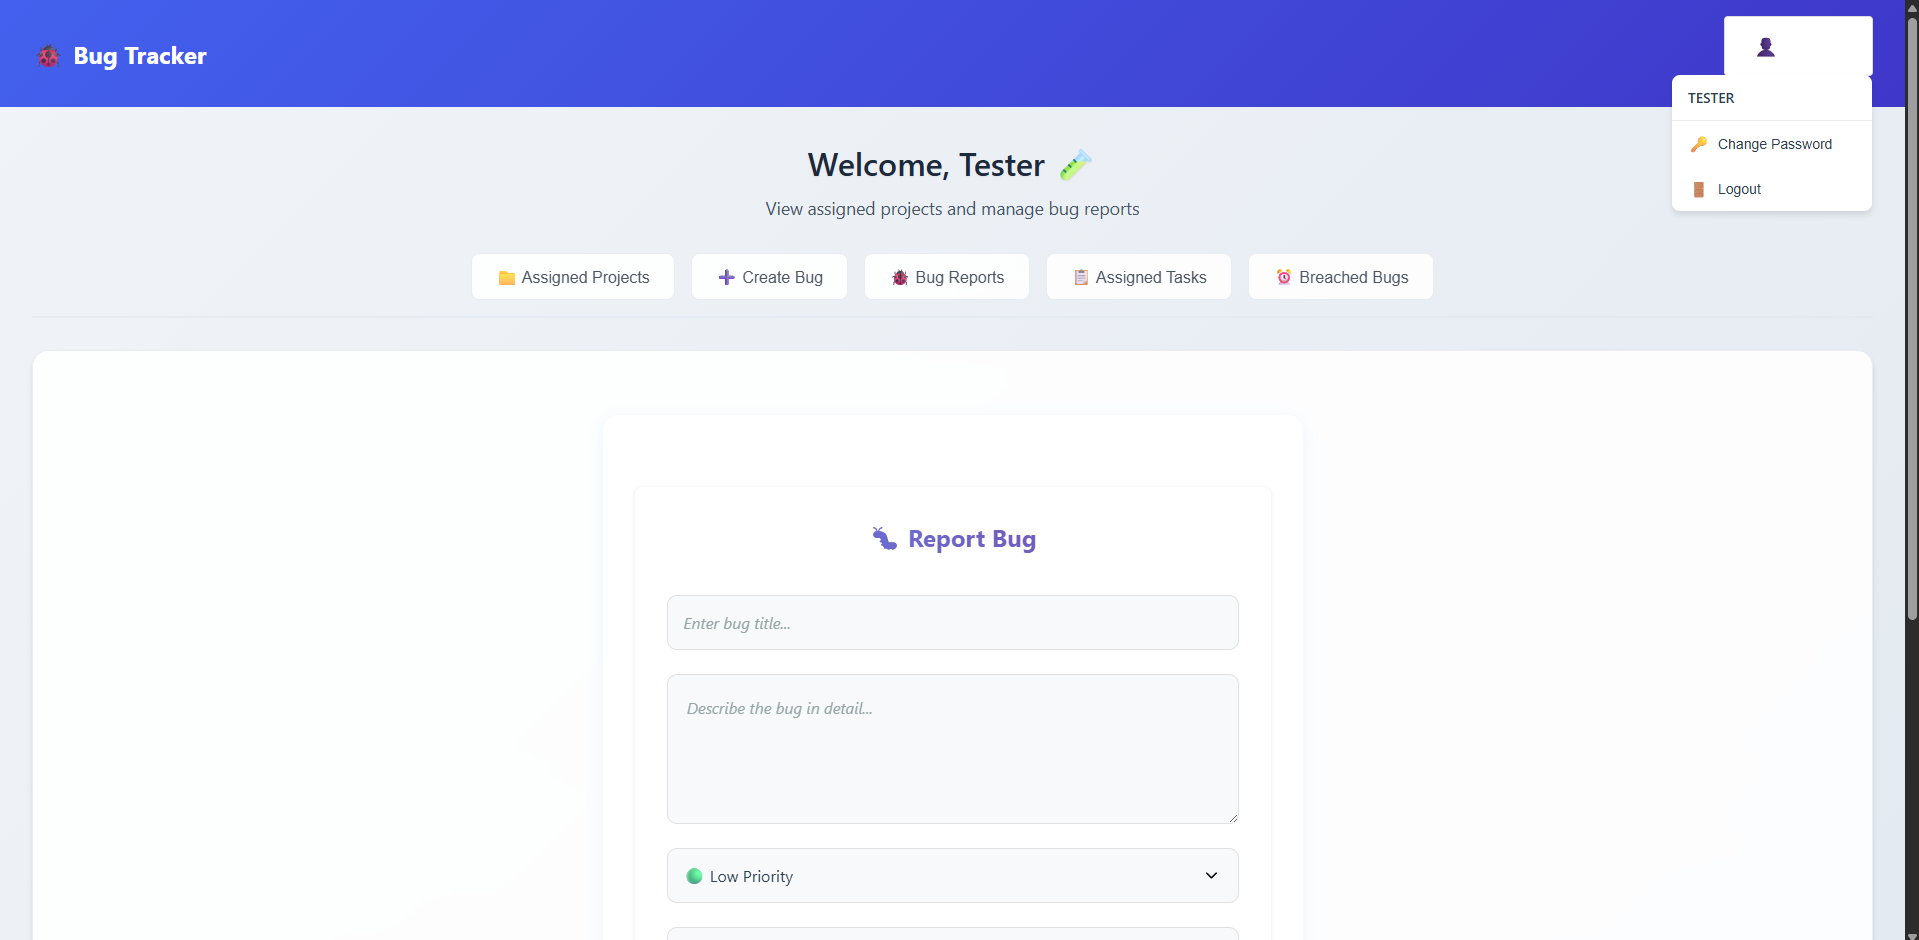 🐞 Bug Tracker
👤
TESTER
🔑 Change Password
🚪 Logout
Welcome, Tester 🧪
View assigned projects and manage bug reports
📁 Assigned Projects
➕ Create Bug
🐞 Bug Reports
📋 Assigned Tasks
⏰ Breached Bugs
🐛 Report Bug
Enter bug title...
Describe the bug in detail...
🟢 Low Priority